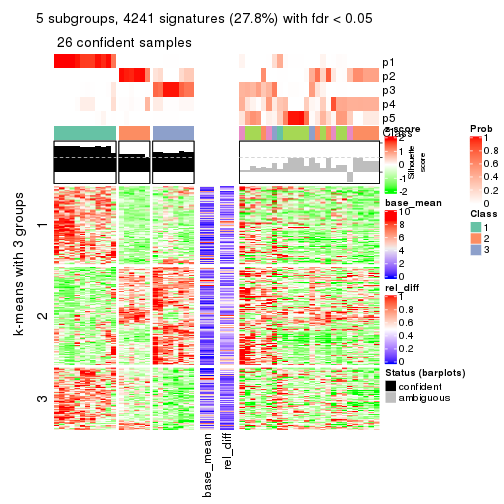 5 subgroups, 4241 signatures (27.8%) with fdr < 0.05
26 confident samples
p1
p2
p3
p4
p5
Class
k-means with 3 groups
1
2
3
base_mean
rel_diff
z-score
2
1
0
-1
-2
Silhouette
score
base_mean
10
8
6
4
2
0
rel_diff
1
0.8
0.6
0.4
0.2
0
Status (barplots)
confident
ambiguous
Prob
1
0.8
0.6
0.4
0.2
0
Class
1
2
3